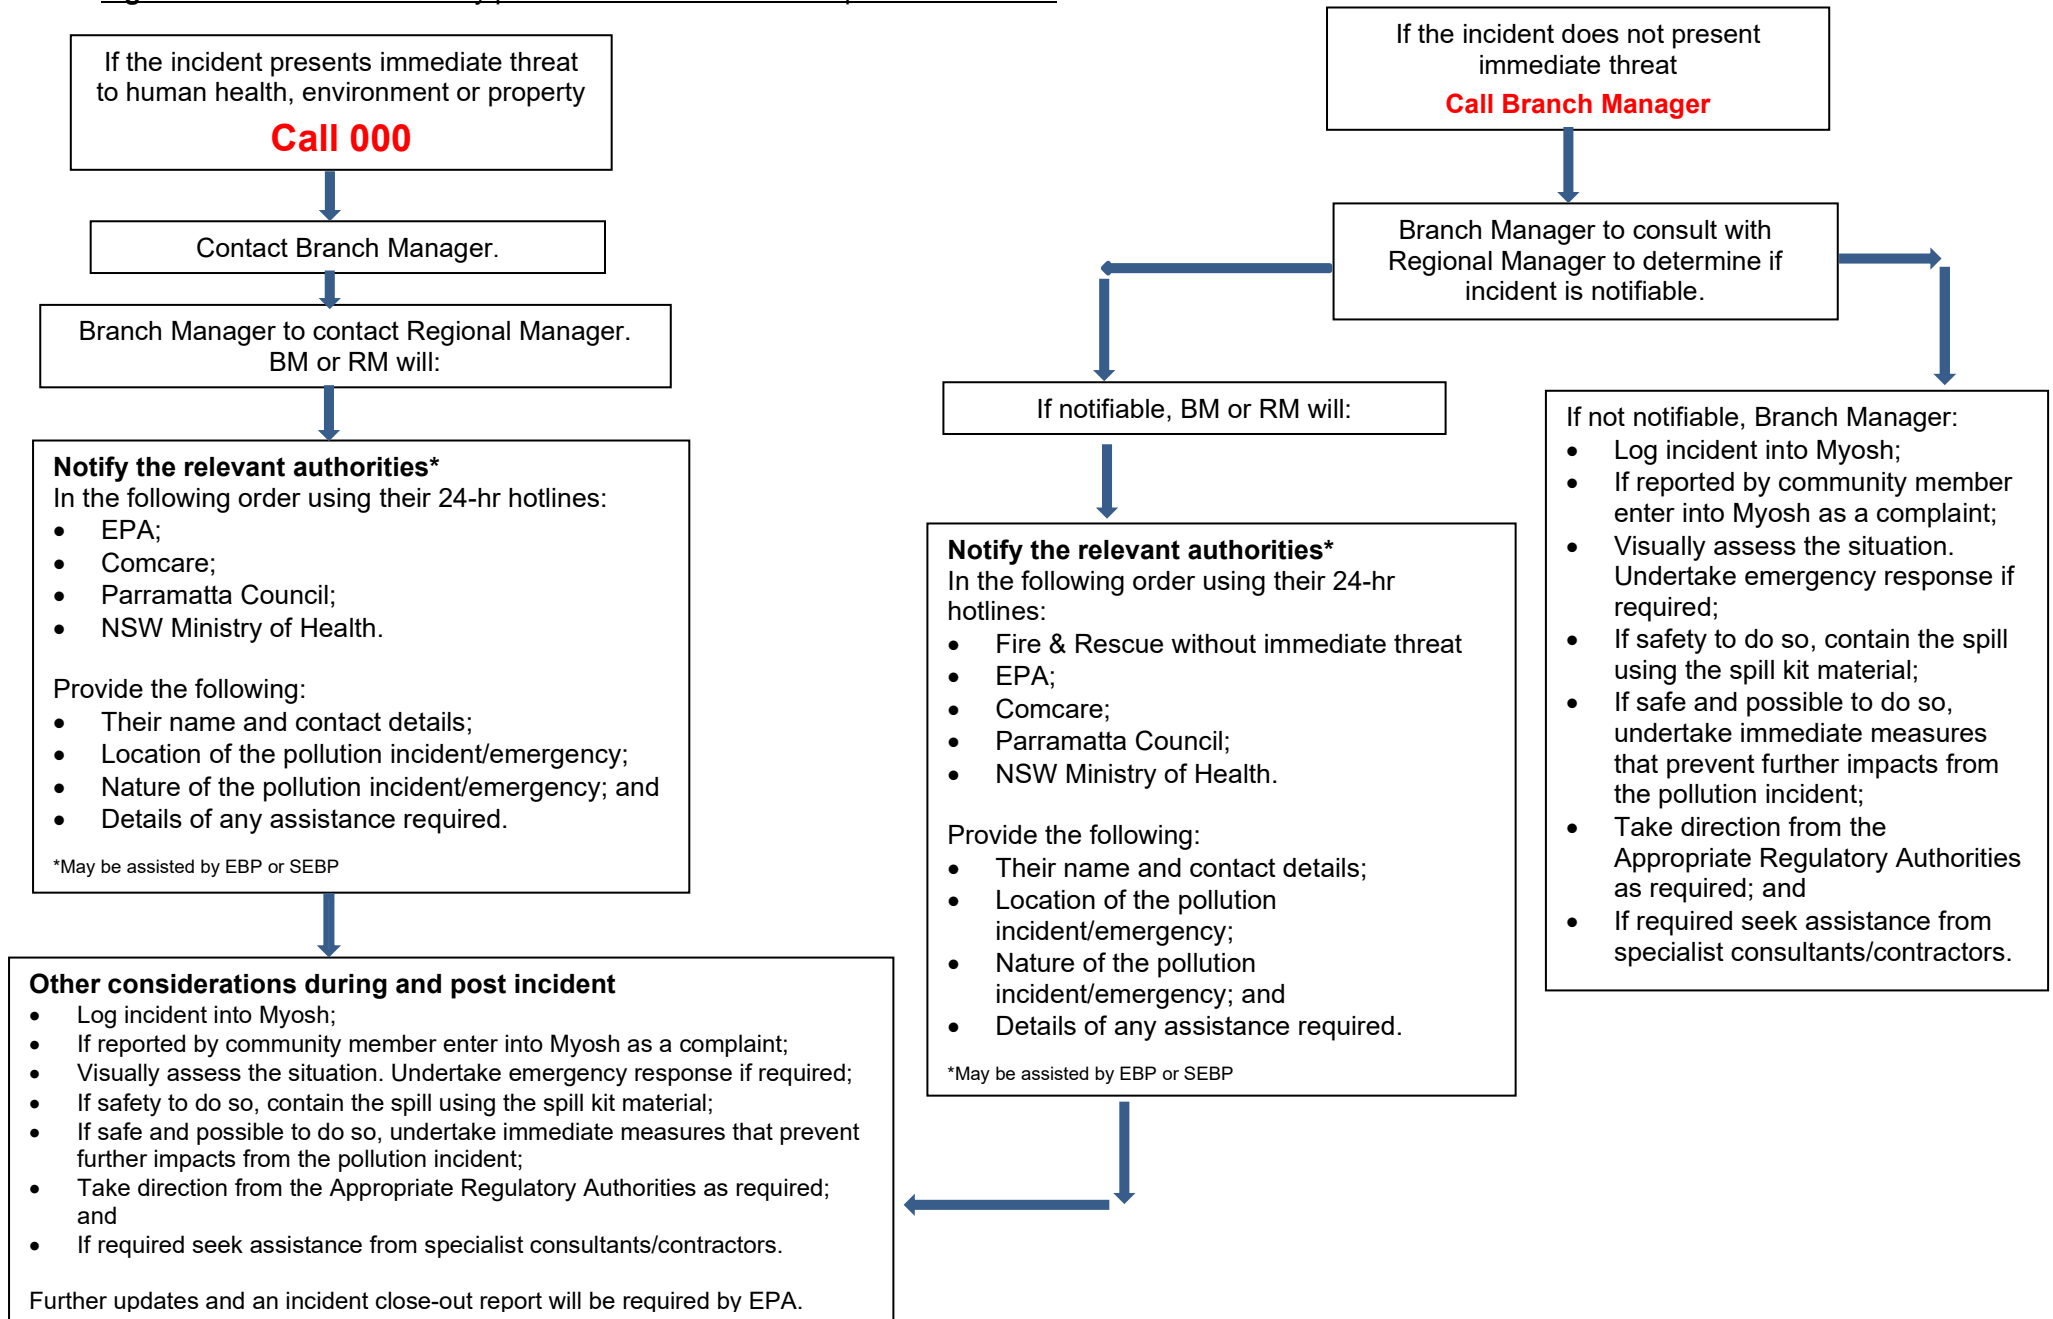 If the incident presents immediate threat
to human health, environment or property
Call 000
Contact Branch Manager.
Branch Manager to contact Regional Manager.
BM or RM will:
Notify the relevant authorities*
In the following order using their 24-hr hotlines:
• EPA;
• Comcare;
• Parramatta Council;
• NSW Ministry of Health.
Provide the following:
• Their name and contact details;
• Location of the pollution incident/emergency;
• Nature of the pollution incident/emergency; and
• Details of any assistance required.
*May be assisted by EBP or SEBP
Other considerations during and post incident
• Log incident into Myosh;
• If reported by community member enter into Myosh as a complaint;
• Visually assess the situation. Undertake emergency response if required;
• If safety to do so, contain the spill using the spill kit material;
• If safe and possible to do so, undertake immediate measures that prevent
further impacts from the pollution incident;
• Take direction from the Appropriate Regulatory Authorities as required;
and
• If required seek assistance from specialist consultants/contractors.
Further updates and an incident close-out report will be required by EPA.
If the incident does not present
immediate threat
Call Branch Manager
Branch Manager to consult with
Regional Manager to determine if
incident is notifiable.
If notifiable, BM or RM will:
Notify the relevant authorities*
In the following order using their 24-hr
hotlines:
• Fire & Rescue without immediate threat
• EPA;
• Comcare;
• Parramatta Council;
• NSW Ministry of Health.
Provide the following:
• Their name and contact details;
• Location of the pollution
incident/emergency;
• Nature of the pollution
incident/emergency; and
• Details of any assistance required.
*May be assisted by EBP or SEBP
If not notifiable, Branch Manager:
• Log incident into Myosh;
• If reported by community member
enter into Myosh as a complaint;
• Visually assess the situation.
Undertake emergency response if
required;
• If safety to do so, contain the spill
using the spill kit material;
• If safe and possible to do so,
undertake immediate measures
that prevent further impacts from
the pollution incident;
• Take direction from the
Appropriate Regulatory Authorities
as required; and
• If required seek assistance from
specialist consultants/contractors.